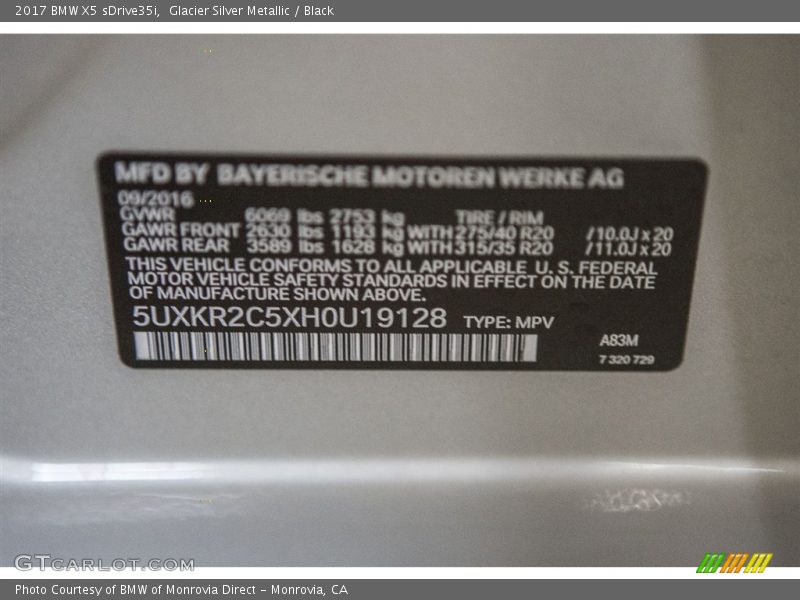 2017 BMW X5 sDrive35i, Glacier Silver Metallic / Black
MFD BY BAYERISCHE MOTOREN WERKE AG
09/2016
GVWR 6069 lbs 2753 kg TIRE / RIM
GAWR FRONT 2630 lbs 1193 kg WITH 275/40 R20 /10.0J x 20
GAWR REAR 3589 lbs 1628 kg WITH 315/35 R20 /11.0J x 20
THIS VEHICLE CONFORMS TO ALL APPLICABLE U. S. FEDERAL
MOTOR VEHICLE SAFETY STANDARDS IN EFFECT ON THE DATE
OF MANUFACTURE SHOWN ABOVE.
5UXKR2C5XH0U19128 TYPE: MPV
A83M
7 320 729
GTCARLOT.COM
Photo Courtesy of BMW of Monrovia Direct - Monrovia, CA